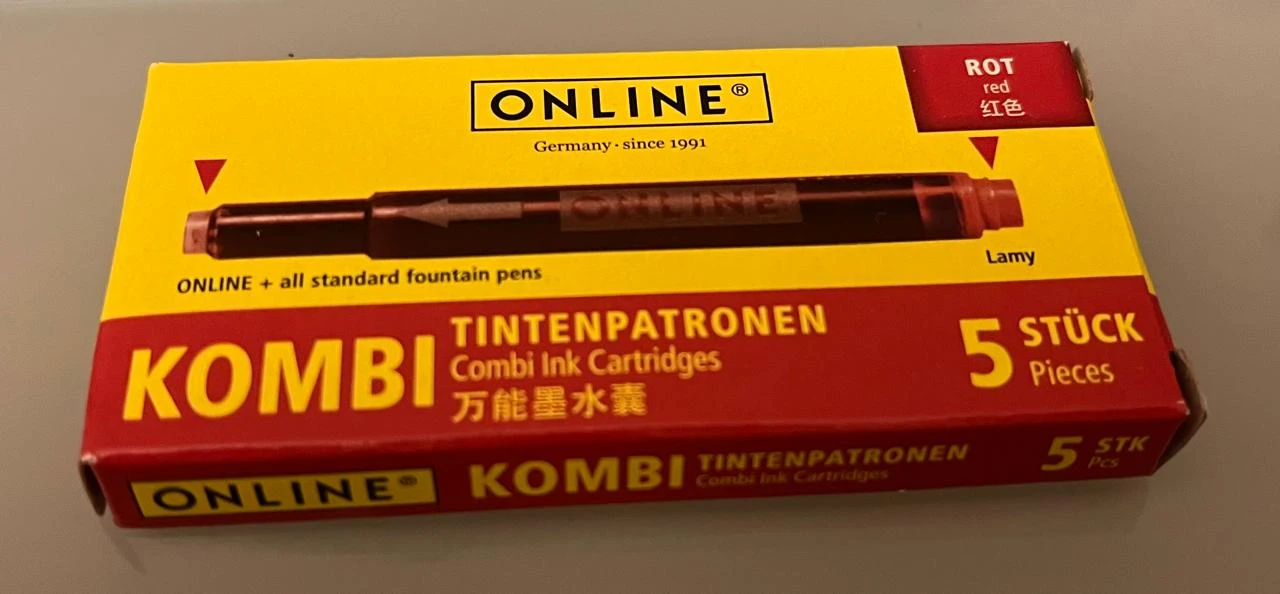 ONLINE®
Germany · since 1991
ROT
red
红色
ONLINE
ONLINE + all standard fountain pens
Lamy
KOMBI TINTENPATRONEN
Combi Ink Cartridges
万能墨水囊
5 STÜCK
Pieces
ONLINE®
KOMBI TINTENPATRONEN
Combi Ink Cartridges
5 STK
Pcs